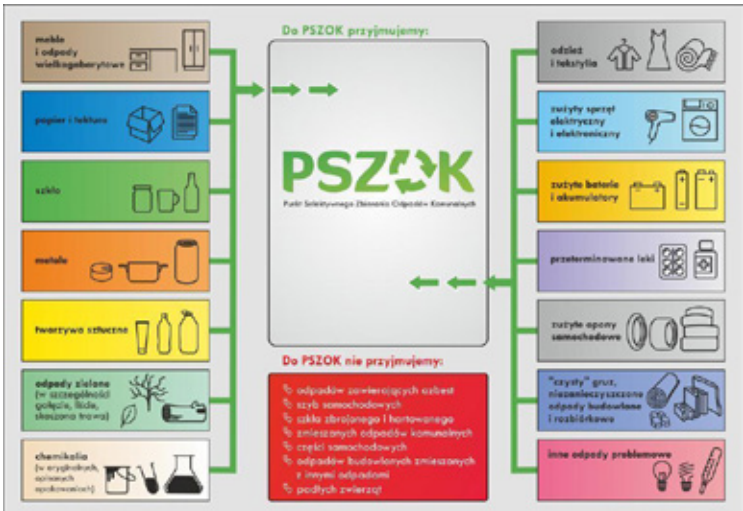 meble
i odpady
wielkogabarytowe
papier i tektura
szkło
metale
tworzywa sztuczne
odpady zielone
(w szczególności
gałęzie, liście,
skoszona trawa)
chemikalia
(w oryginalnych,
opisanych
opakowaniach)
Do PSZOK przyjmujemy:
PSZOK
Punkt Selektywnego Zbierania Odpadów Komunalnych
Do PSZOK nie przyjmujemy:
odpadów zawierających azbest
szyb samochodowych
szkła zbrojonego i hartowanego
zmieszanych odpadów komunalnych
części samochodowych
odpadów budowlanych zmieszanych
z innymi odpadami
padłych zwierząt
odzież
i tekstylia
zużyty sprzęt
elektryczny
i elektroniczny
zużyte baterie
i akumulatory
przeterminowane leki
zużyte opony
samochodowe
"czysty" gruz,
niezanieczyszczone
odpady budowlane
i rozbiórkowe
inne odpady problemowe